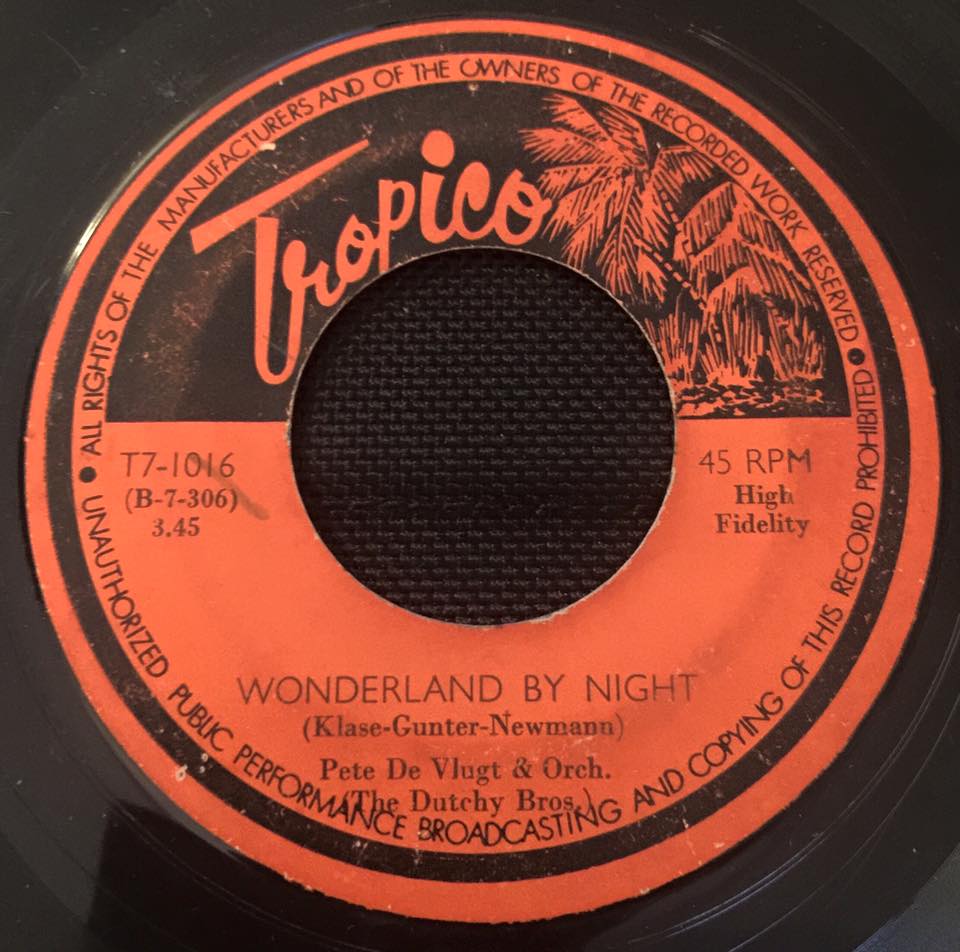 ALL RIGHTS OF THE MANUFACTURERS AND OF THE OWNERS OF THE RECORDED WORK RESERVED
Tropico
T7-1016
(B-7-306)
3.45
45 RPM
High
Fidelity
WONDERLAND BY NIGHT
(Klase-Gunter-Newmann)
Pete De Vlugt & Orch.
(The Dutchy Bros.)
UNAUTHORIZED PUBLIC PERFORMANCE BROADCASTING AND COPYING OF THIS RECORD PROHIBITED